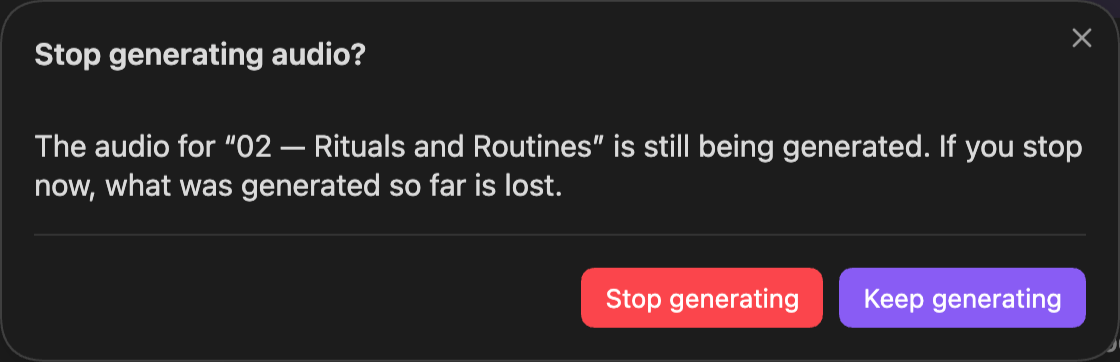 Stop generating audio?
The audio for “02 — Rituals and Routines” is still being generated. If you stop
now, what was generated so far is lost.
Stop generating
Keep generating